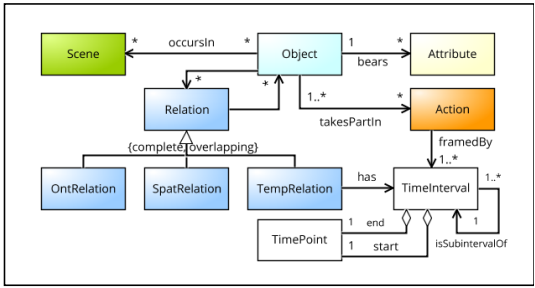 * occursIn *
Scene
Object
1 *
bears
Attribute
*
*
Relation
1..* *
takesPartIn
Action
framedBy
1..*
{complete, overlapping}
OntRelation
SpatRelation
TempRelation
has
TimeInterval
1..*
1
isSubintervalOf
TimePoint
1 end
1 start